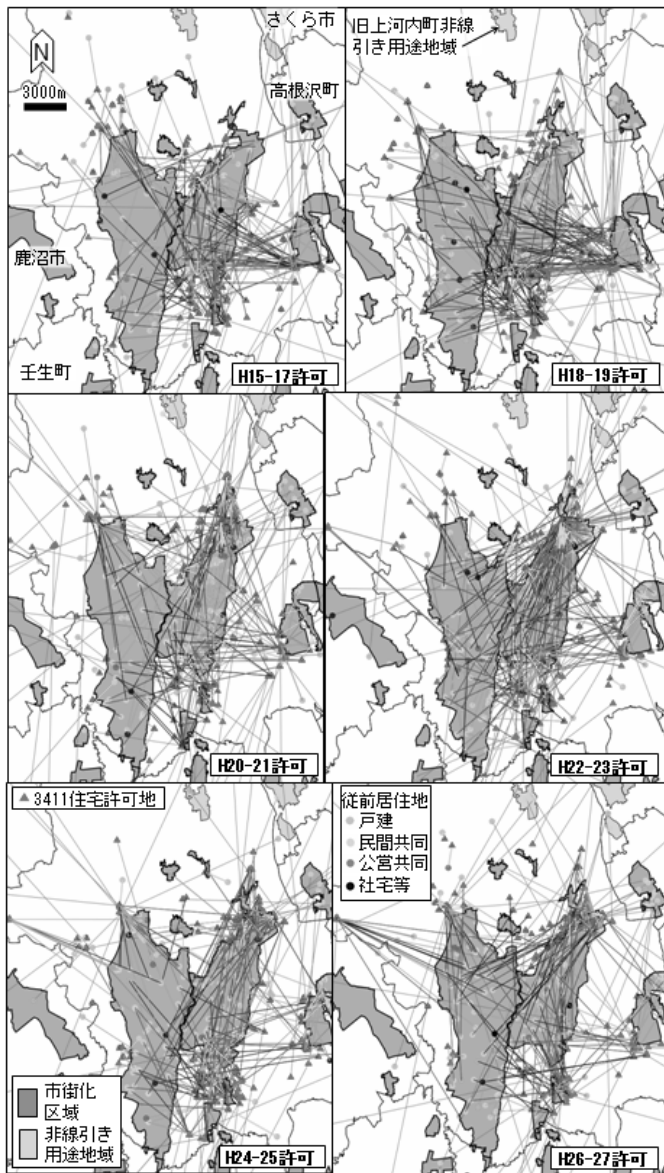 さくら市
旧上河内町非線
引き用途地域
N
3000m
高根沢町
鹿沼市
壬生町
H15-17許可
H18-19許可
H20-21許可
H22-23許可
▲3411住宅許可地
従前居住地
戸建
民間共同
公営共同
社宅等
市街化
区域
非線引き
用途地域
H24-25許可
H26-27許可